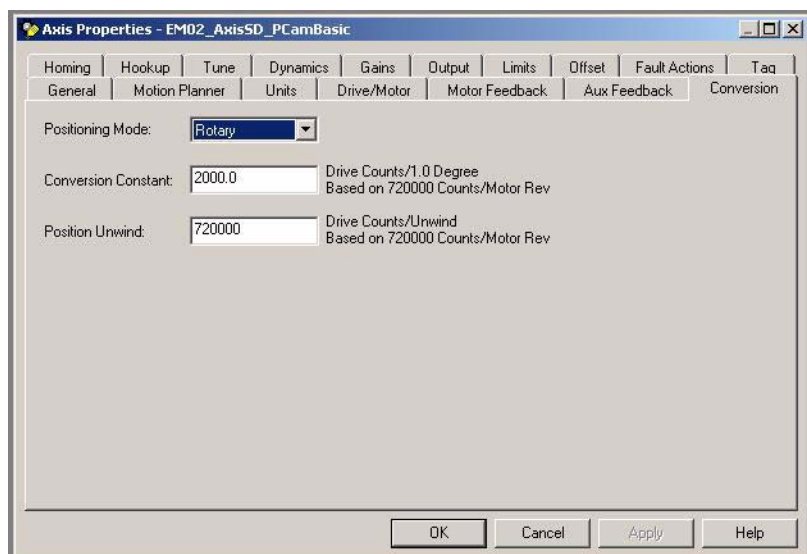 Axis Properties - EM02_AxisSD_PCamBasic
Homing Hookup Tune Dynamics Gains Output Limits Offset Fault Actions Tag
General Motion Planner Units Drive/Motor Motor Feedback Aux Feedback Conversion
Positioning Mode: Rotary
Conversion Constant: 2000.0 Drive Counts/1.0 Degree
Based on 720000 Counts/Motor Rev
Position Unwind: 720000 Drive Counts/Unwind
Based on 720000 Counts/Motor Rev
OK Cancel Apply Help